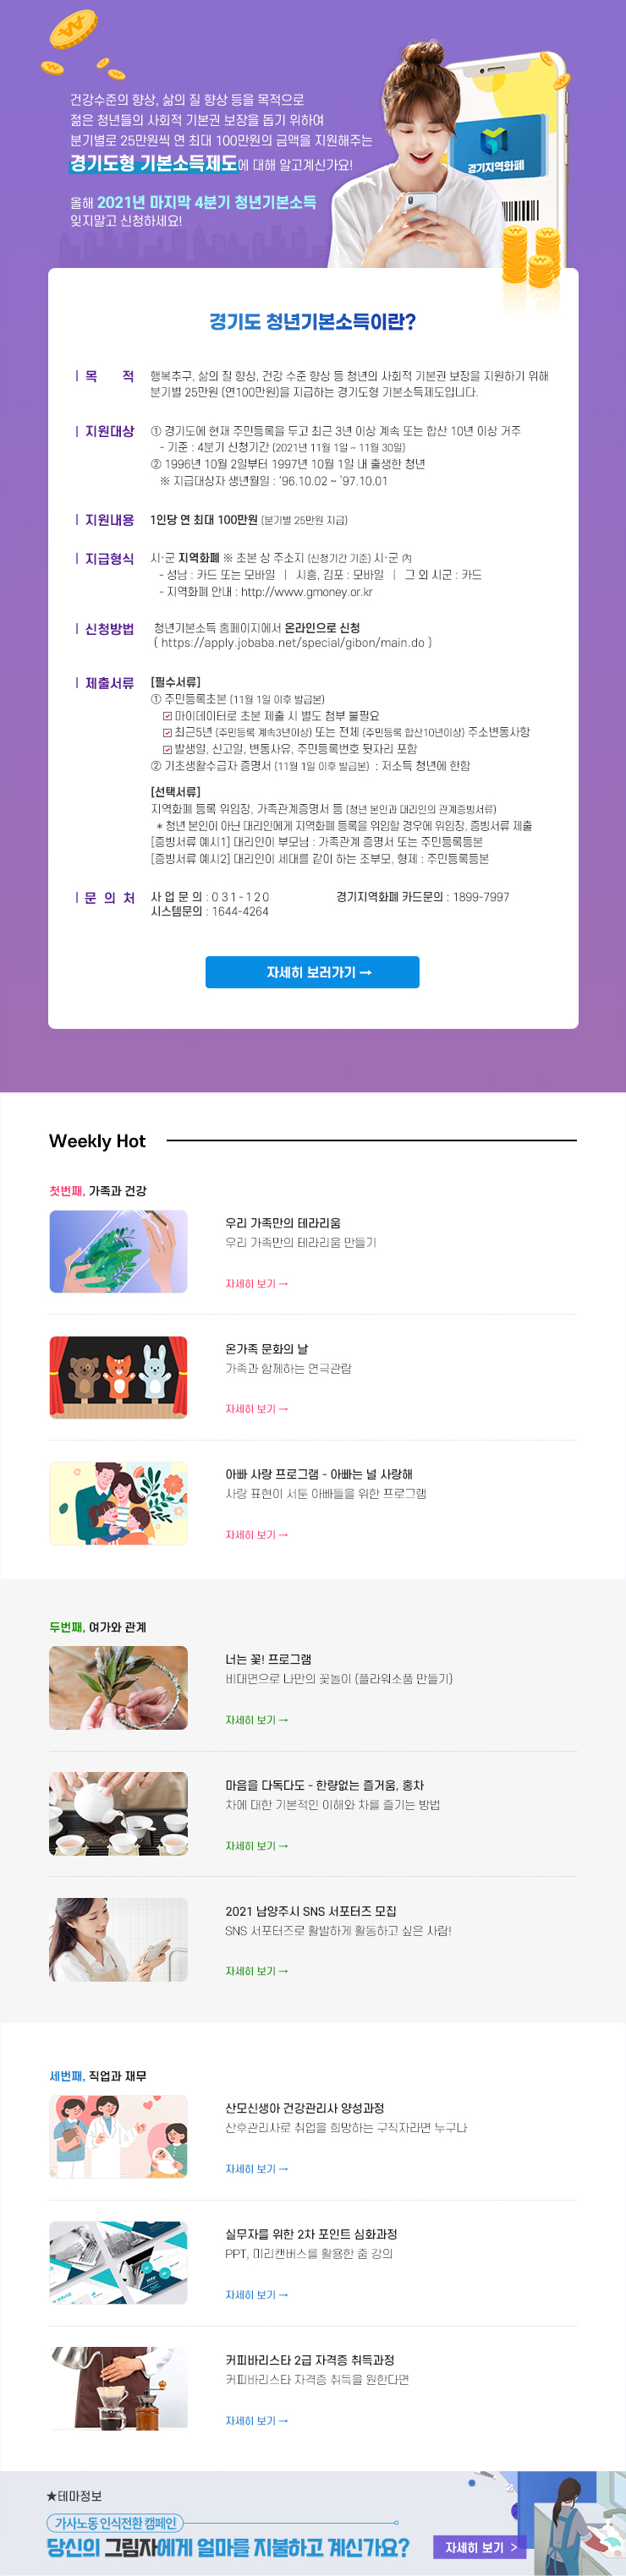 건강수준의 향상, 삶의 질 향상 등을 목적으로
젊은 청년들의 사회적 기본권 보장을 돕기 위하여
분기별로 25만원씩 연 최대 100만원의 금액을 지원해주는
경기도형 기본소득제도에 대해 알고계신가요!
올해 2021년 마지막 4분기 청년기본소득
잊지말고 신청하세요!
경기지역화폐
경기도 청년기본소득이란?
목 적
행복추구, 삶의 질 향상, 건강 수준 향상 등 청년의 사회적 기본권 보장을 지원하기 위해
분기별 25만원 (연100만원)을 지급하는 경기도형 기본소득제도입니다.
지원대상
① 경기도에 현재 주민등록을 두고 최근 3년 이상 계속 또는 합산 10년 이상 거주
- 기준 : 4분기 신청기간 (2021년 11월 1일 ~ 11월 30일)
② 1996년 10월 2일부터 1997년 10월 1일 내 출생한 청년
※ 지급대상자 생년월일 : '96.10.02 ~ '97.10.01
지원내용
1인당 연 최대 100만원 (분기별 25만원 지급)
지급형식
시·군 지역화폐 ※ 초본 상 주소지 (신청기간 기준) 시·군 內
- 성남 : 카드 또는 모바일 | 시흥, 김포 : 모바일 | 그 외 시군 : 카드
- 지역화폐 안내 : http://www.gmoney.or.kr
신청방법
청년기본소득 홈페이지에서 온라인으로 신청
( https://apply.jobaba.net/special/gibon/main.do )
제출서류
[필수서류]
① 주민등록초본 (11월 1일 이후 발급본)
마이데이터로 초본 제출 시 별도 첨부 불필요
최근5년 (주민등록 계속3년이상) 또는 전체 (주민등록 합산10년이상) 주소변동사항
발생일, 신고일, 변동사유, 주민등록번호 뒷자리 포함
② 기초생활수급자 증명서 (11월 1일 이후 발급본) : 저소득 청년에 한함
[선택서류]
지역화폐 등록 위임장, 가족관계증명서 등 (청년 본인과 대리인의 관계증빙서류)
* 청년 본인이 아닌 대리인에게 지역화폐 등록을 위임할 경우에 위임장, 증빙서류 제출
[증빙서류 예시1] 대리인이 부모님 : 가족관계 증명서 또는 주민등록등본
[증빙서류 예시2] 대리인이 세대를 같이 하는 조부모, 형제 : 주민등록등본
문 의 처
사 업 문 의 : 031-120 경기지역화폐 카드문의 : 1899-7997
시스템문의 : 1644-4264
자세히 보러가기 →
Weekly Hot
첫번째, 가족과 건강
우리 가족만의 테라리움
우리 가족만의 테라리움 만들기
자세히 보기 →
온가족 문화의 날
가족과 함께하는 연극관람
자세히 보기 →
아빠 사랑 프로그램 - 아빠는 널 사랑해
사랑 표현이 서툰 아빠들을 위한 프로그램
자세히 보기 →
두번째, 여가와 관계
너는 꽃! 프로그램
비대면으로 나만의 꽃놀이 (플라워소품 만들기)
자세히 보기 →
마음을 다독다도 - 한량없는 즐거움, 홍차
차에 대한 기본적인 이해와 차를 즐기는 방법
자세히 보기 →
2021 남양주시 SNS 서포터즈 모집
SNS 서포터즈로 활발하게 활동하고 싶은 사람!
자세히 보기 →
세번째, 직업과 재무
산모신생아 건강관리사 양성과정
산후관리사로 취업을 희망하는 구직자라면 누구나
자세히 보기 →
실무자를 위한 2차 포인트 심화과정
PPT, 미리캔버스를 활용한 줌 강의
자세히 보기 →
커피바리스타 2급 자격증 취득과정
커피바리스타 자격증 취득을 원한다면
자세히 보기 →
★테마정보
가사노동 인식전환 캠페인
당신의 그림자에게 얼마를 지불하고 계신가요?
자세히 보기 >